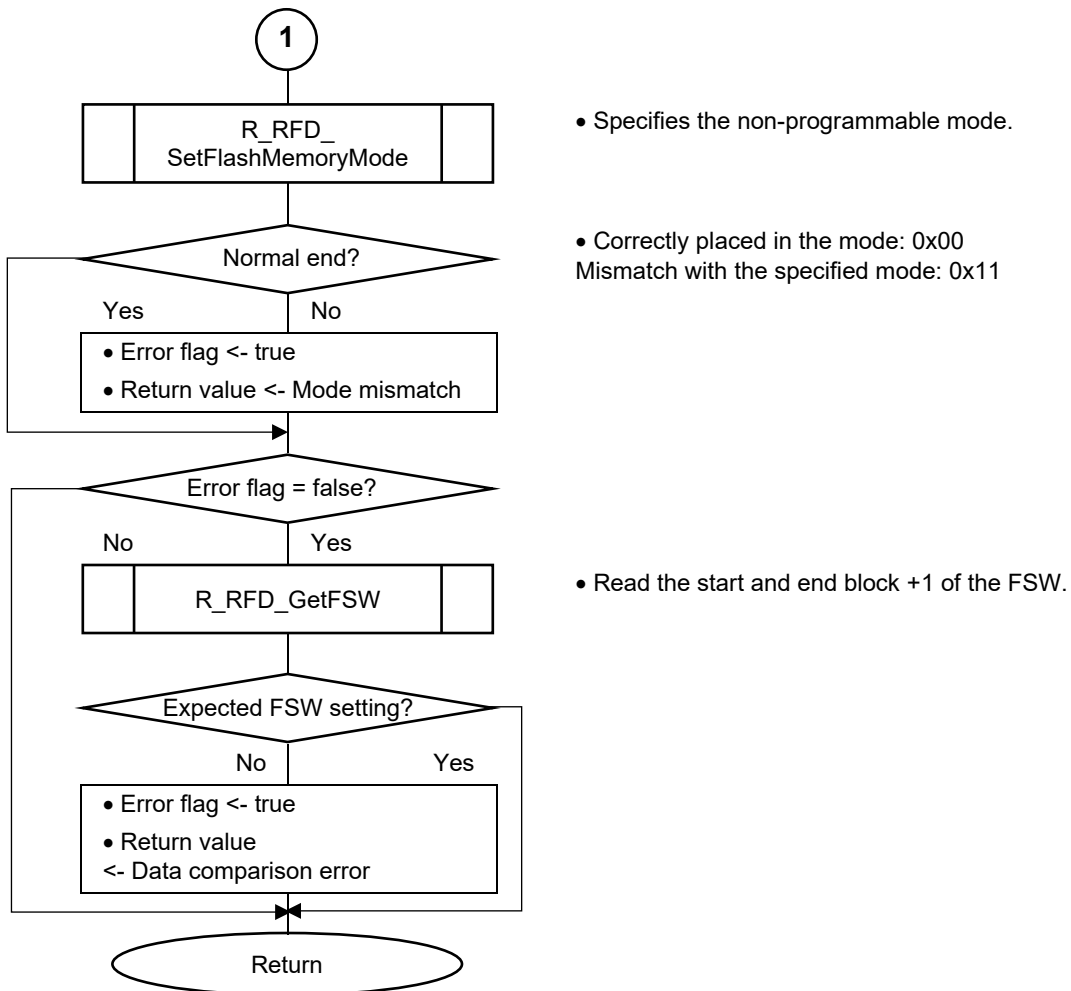 1
R_RFD_
SetFlashMemoryMode
• Specifies the non-programmable mode.
Normal end?
• Correctly placed in the mode: 0x00
Mismatch with the specified mode: 0x11
Yes
No
• Error flag <- true
• Return value <- Mode mismatch
Error flag = false?
No
Yes
R_RFD_GetFSW
• Read the start and end block +1 of the FSW.
Expected FSW setting?
No
Yes
• Error flag <- true
• Return value
<- Data comparison error
Return